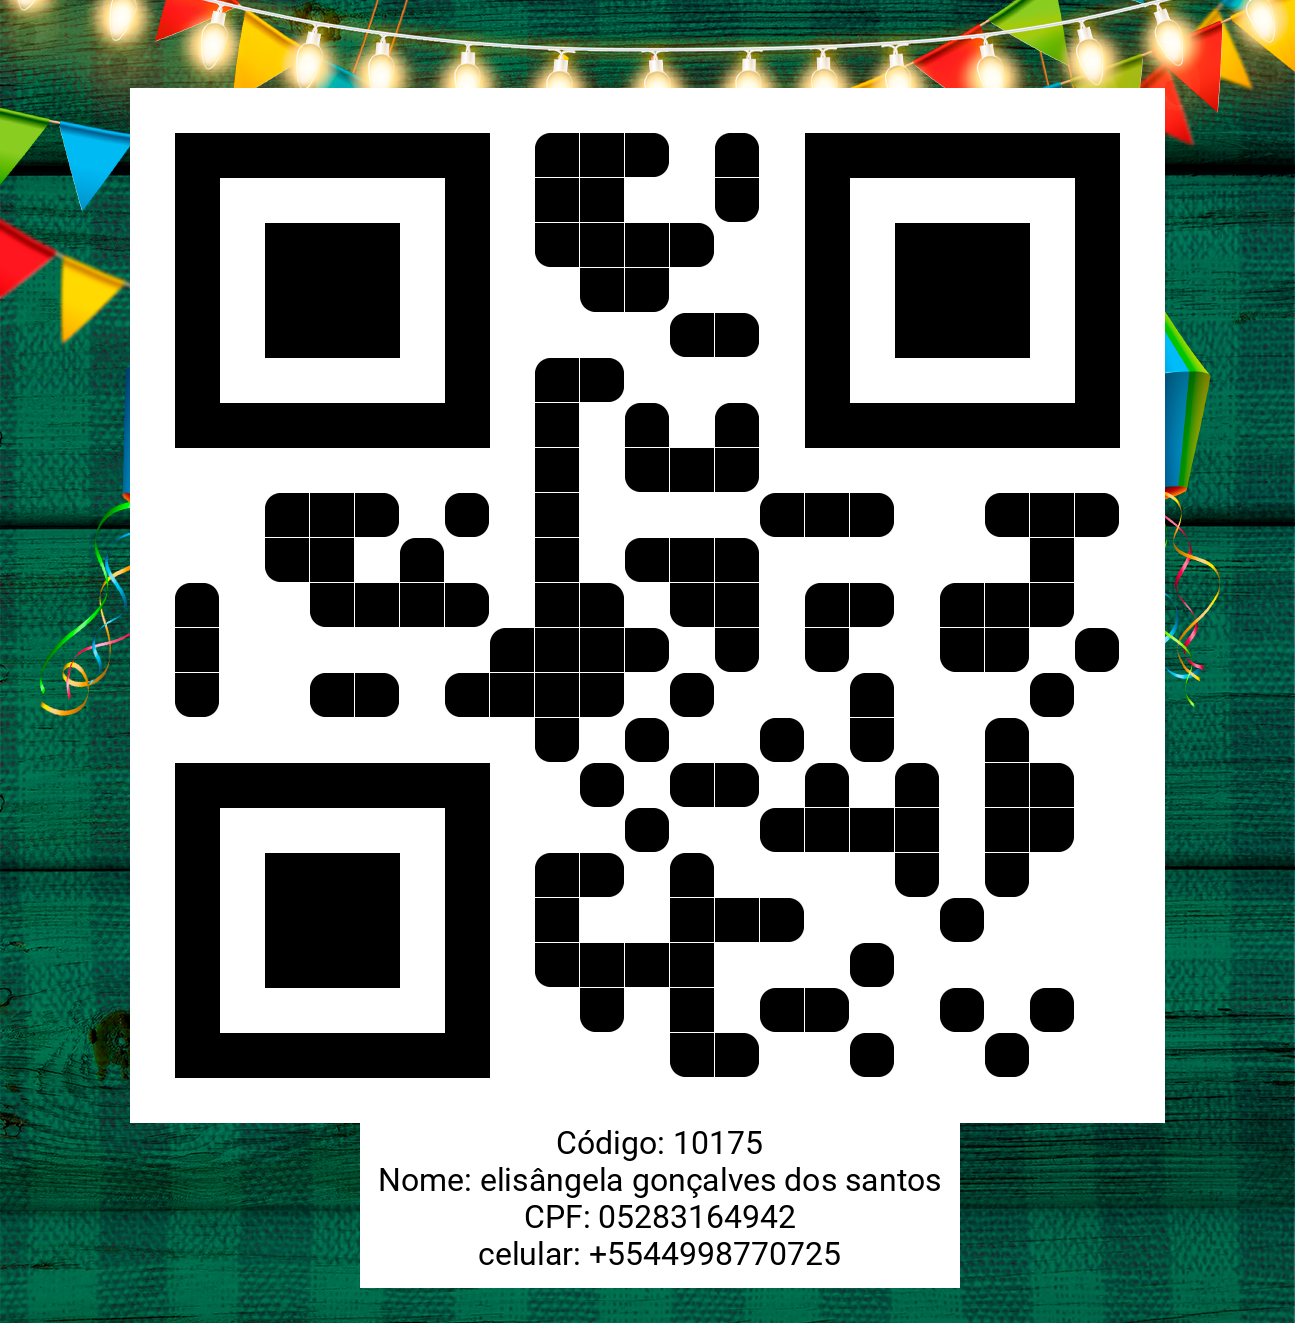 Código: 10175
Nome: elisângela gonçalves dos santos
CPF: 05283164942
celular: +5544998770725